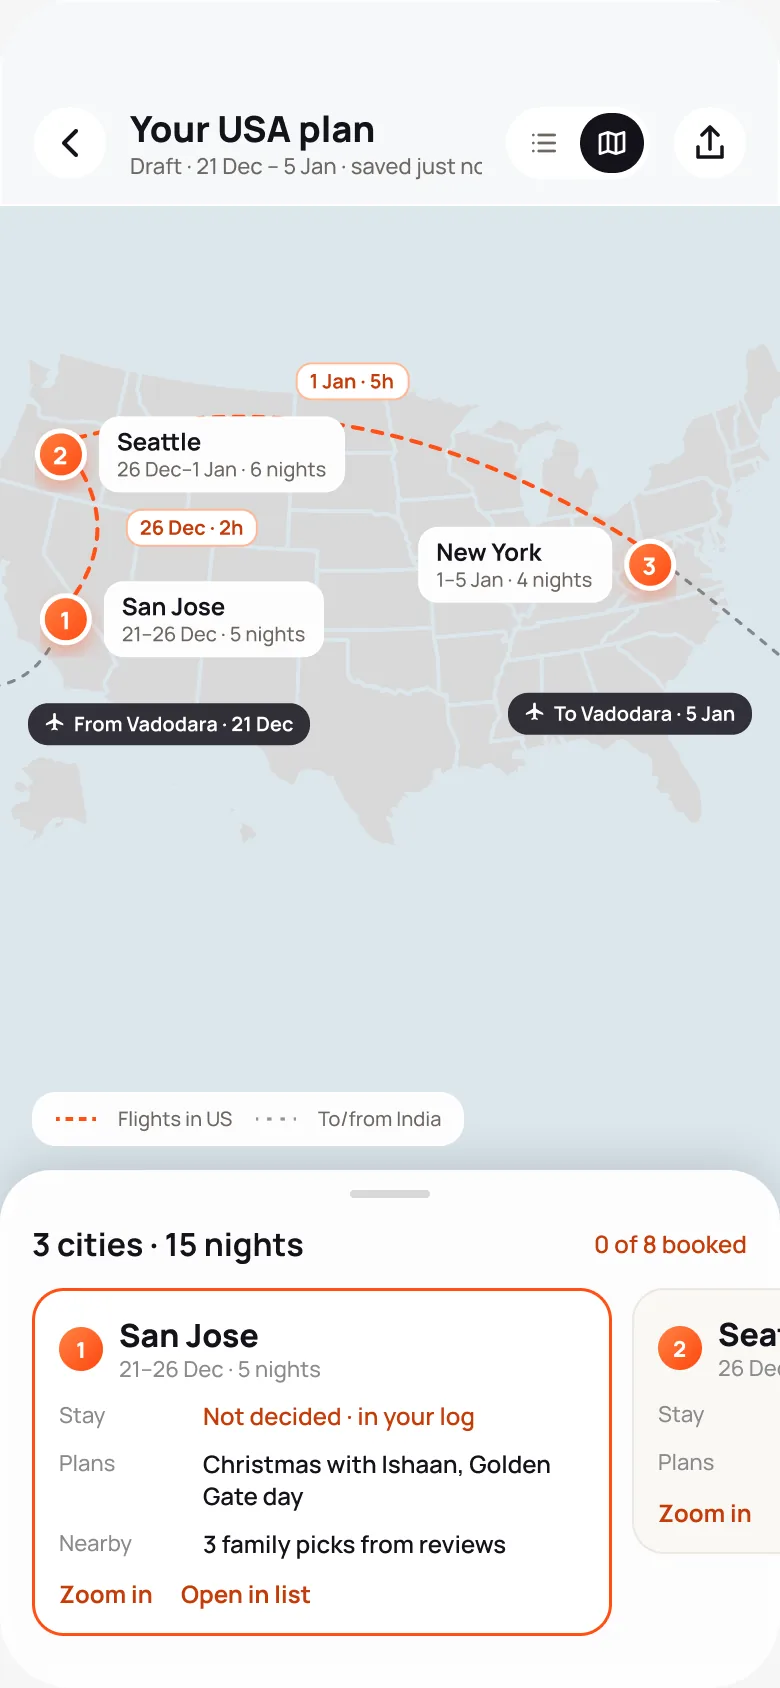 Your USA plan
Draft · 21 Dec – 5 Jan · saved just
1 Jan · 5h
2
Seattle
26 Dec–1 Jan · 6 nights
26 Dec · 2h
New York
1–5 Jan · 4 nights
3
1
San Jose
21–26 Dec · 5 nights
From Vadodara · 21 Dec
To Vadodara · 5 Jan
Flights in US
To/from India
3 cities · 15 nights
0 of 8 booked
1
San Jose
21–26 Dec · 5 nights
Stay
Not decided · in your log
Plans
Christmas with Ishaan, Golden
Gate day
Nearby
3 family picks from reviews
Zoom in
Open in list
2
26
Stay
Plans
Zoom in